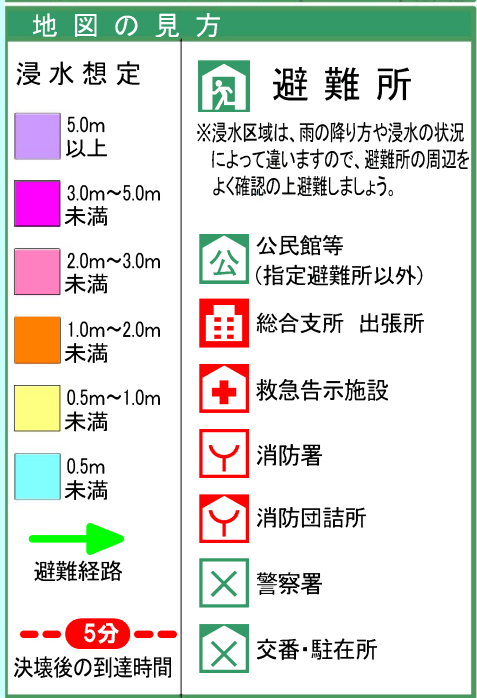 地図の見方
浸水想定
5.0m
以上
3.0m～5.0m
未満
2.0m～3.0m
未満
1.0m～2.0m
未満
0.5m～1.0m
未満
0.5m
未満
避難経路
5分
決壊後の到達時間
避難所
※浸水区域は、雨の降り方や浸水の状況
によって違いますので、避難所の周辺を
よく確認の上避難しましょう。
公
公民館等
(指定避難所以外)
総合支所 出張所
救急告示施設
消防署
消防団詰所
警察署
交番・駐在所